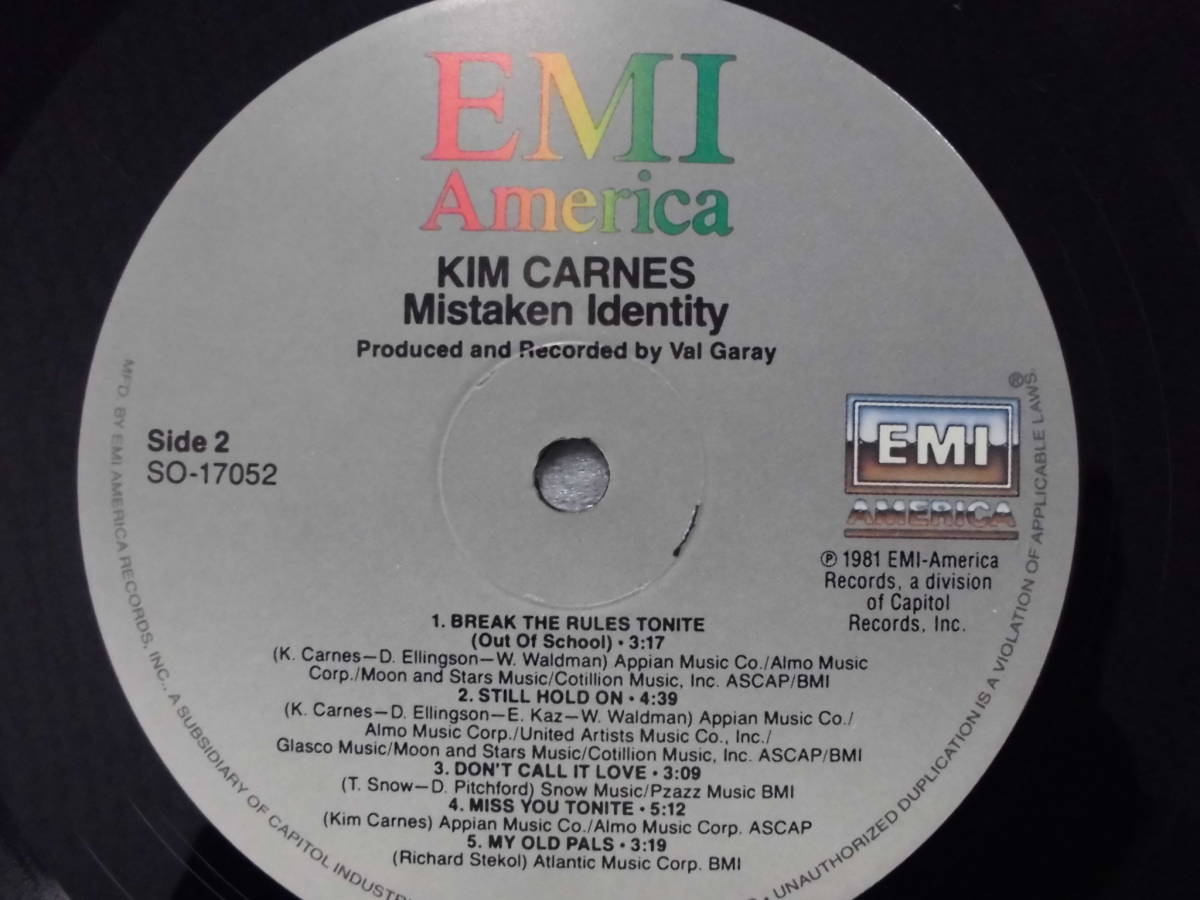 EMI
America
KIM CARNES
Mistaken Identity
Produced and Recorded by Val Garay
Side 2
SO-17052
EMI
AMERICA
®
℗ 1981 EMI-America
Records, a division
of Capitol
Records, Inc.
1. BREAK THE RULES TONITE
(Out Of School) • 3:17
(K. Carnes—D. Ellingson—W. Waldman) Appian Music Co./Almo Music
Corp./Moon and Stars Music/Cotillion Music, Inc. ASCAP/BMI
2. STILL HOLD ON • 4:39
(K. Carnes—D. Ellingson—E. Kaz—W. Waldman) Appian Music Co./
Almo Music Corp./United Artists Music Co., Inc./
Glasco Music/Moon and Stars Music/Cotillion Music, Inc. ASCAP/BMI
3. DON'T CALL IT LOVE • 3:09
(T. Snow—D. Pitchford) Snow Music/Pzazz Music BMI
4. MISS YOU TONITE • 5:12
(Kim Carnes) Appian Music Co./Almo Music Corp. ASCAP
5. MY OLD PALS • 3:19
(Richard Stekol) Atlantic Music Corp. BMI
MFD. BY EMI AMERICA RECORDS, INC., A SUBSIDIARY OF CAPITOL INDUSTR
UNAUTHORIZED DUPLICATION IS A VIOLATION OF APPLICABLE LAWS.